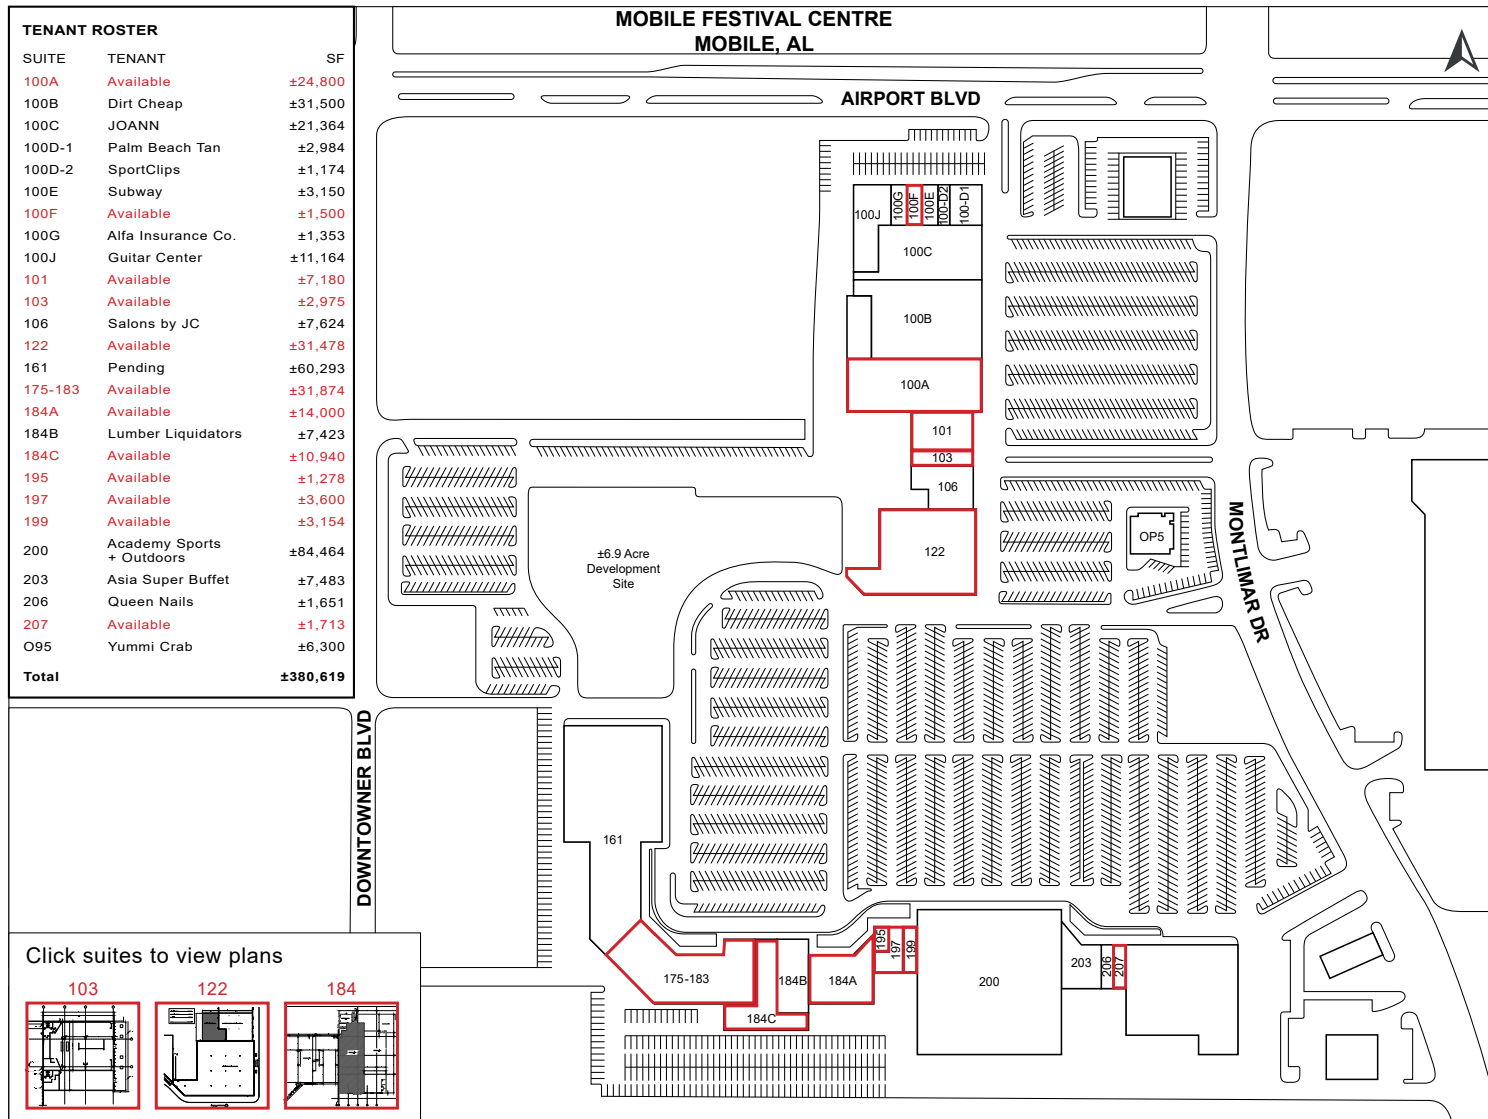 MOBILE FESTIVAL CENTRE
MOBILE, AL
TENANT ROSTER
SUITE TENANT SF
100A Available ±24,800
100B Dirt Cheap ±31,500
100C JOANN ±21,364
100D-1 Palm Beach Tan ±2,984
100D-2 SportClips ±1,174
100E Subway ±3,150
100F Available ±1,500
100G Alfa Insurance Co. ±1,353
100J Guitar Center ±11,164
101 Available ±7,180
103 Available ±2,975
106 Salons by JC ±7,624
122 Available ±31,478
161 Pending ±60,293
175-183 Available ±31,874
184A Available ±14,000
184B Lumber Liquidators ±7,423
184C Available ±10,940
195 Available ±1,278
197 Available ±3,600
199 Available ±3,154
200 Academy Sports + Outdoors ±84,464
203 Asia Super Buffet ±7,483
206 Queen Nails ±1,651
207 Available ±1,713
O95 Yummi Crab ±6,300
Total ±380,619
AIRPORT BLVD
100J
100G
100F
100E
100-D2
100-D1
100C
100B
100A
101
103
106
122
OP5
MONTLIMAR DR
±6.9 Acre
Development
Site
DOWNTOWNER BLVD
161
175-183
184B
184A
184C
195
197
199
200
203
206
207
Click suites to view plans
103 122 184